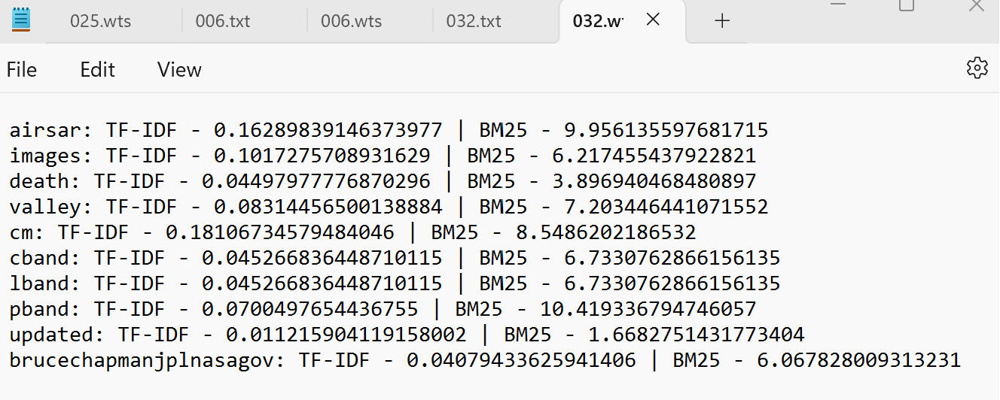 025.wts 006.txt 006.wts 032.txt 032.w
File Edit View
airsar: TF-IDF - 0.16289839146373977 | BM25 - 9.956135597681715
images: TF-IDF - 0.1017275708931629 | BM25 - 6.217455437922821
death: TF-IDF - 0.04497977776870296 | BM25 - 3.896940468480897
valley: TF-IDF - 0.08314456500138884 | BM25 - 7.203446441071552
cm: TF-IDF - 0.18106734579484046 | BM25 - 8.5486202186532
cband: TF-IDF - 0.045266836448710115 | BM25 - 6.7330762866156135
lband: TF-IDF - 0.045266836448710115 | BM25 - 6.7330762866156135
pband: TF-IDF - 0.0700497654436755 | BM25 - 10.419336794746057
updated: TF-IDF - 0.011215904119158002 | BM25 - 1.6682751431773404
brucechapmanjplnasagov: TF-IDF - 0.04079433625941406 | BM25 - 6.067828009313231